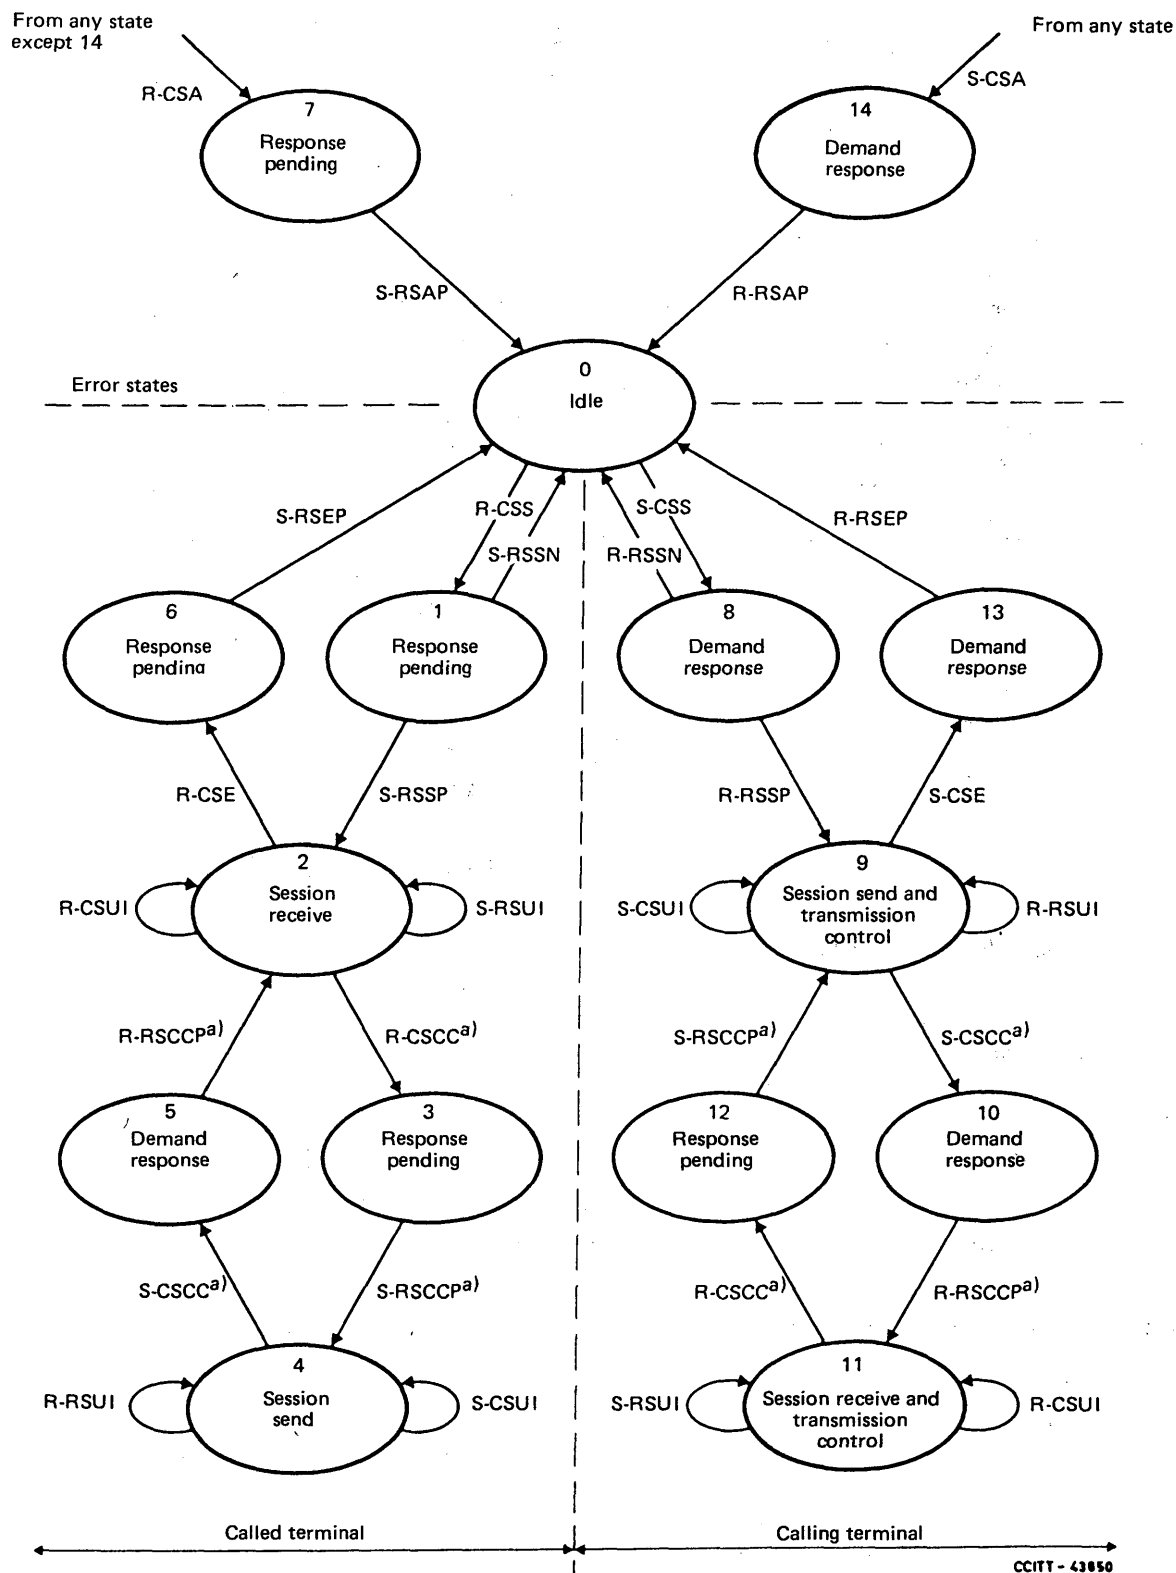 From any state
except 14
From any state
R-CSA
S-CSA
7
Response
pending
14
Demand
response
S-RSAP
R-RSAP
0
Idle
Error states
S-RSEP
R-CSS
S-CSS
R-RSEP
S-RSSN
R-RSSN
6
Response
pending
1
Response
pending
8
Demand
response
13
Demand
response
R-CSE
S-RSSP
R-RSSP
S-CSE
2
Session
receive
R-CSUI
S-RSUI
9
Session send and
transmission
control
S-CSUI
R-RSUI
R-RSCCPa)
R-CSCCa)
S-RSCCPa)
S-CSCCa)
5
Demand
response
3
Response
pending
12
Response
pending
10
Demand
response
S-CSCCa)
S-RSCCPa)
R-CSCCa)
R-RSCCPa)
4
Session
send
R-RSUI
S-CSUI
11
Session receive and
transmission
control
S-RSUI
R-CSUI
Called terminal
Calling terminal
CCITT - 43850